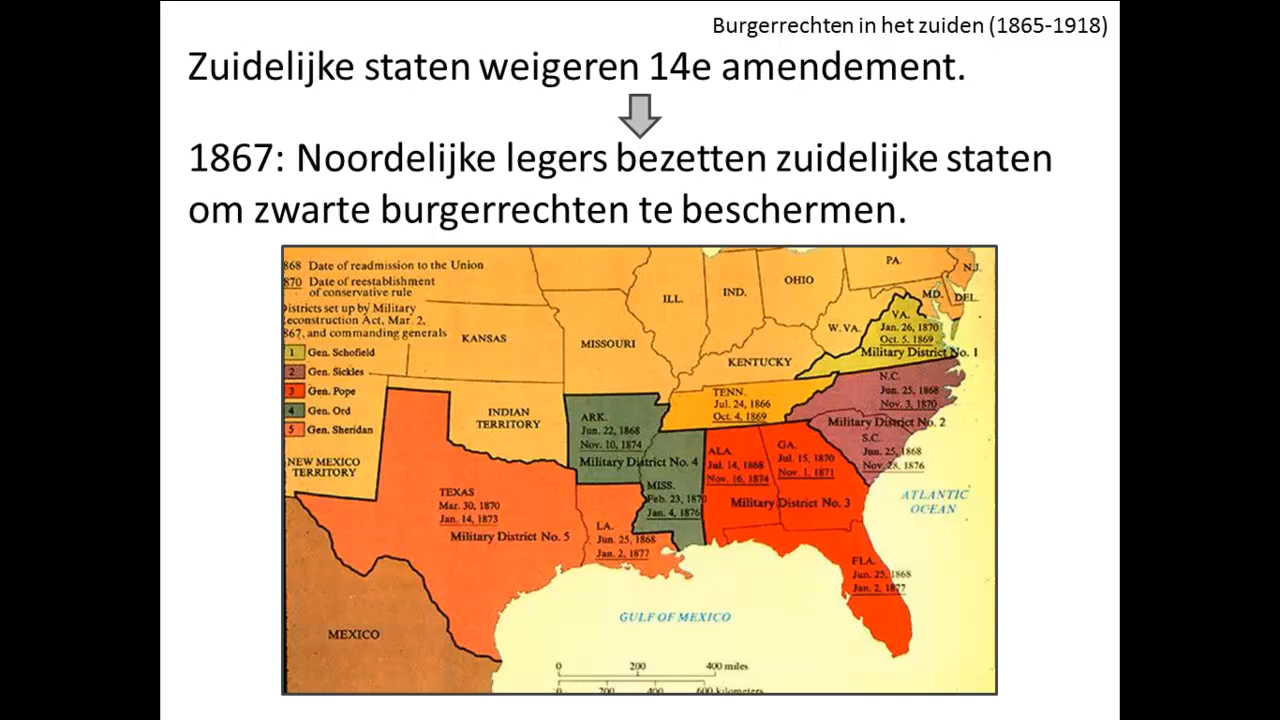 Burgerrechten in het zuiden (1865-1918)
Zuidelijke staten weigeren 14e amendement.
1867: Noordelijke legers bezetten zuidelijke staten
om zwarte burgerrechten te beschermen.
868 Date of readmission to the Union
870 Date of reestablishment
of conservative rule
Districts set up by Military
econstruction Act, Mar. 2,
867, and commanding generals
1 Gen. Schofield
2 Gen. Sickles
3 Gen. Pope
4 Gen. Ord
5 Gen. Sheridan
NEW MEXICO
TERRITORY
KANSAS
INDIAN
TERRITORY
MISSOURI
ILL.
IND.
OHIO
KENTUCKY
W. VA.
PA.
N.J.
MD.
DEL.
VA.
Jan. 26, 1870
Oct. 5, 1869
Military District No. 1
TENN.
Jul. 24, 1866
Oct. 4, 1869
N.C.
Jun. 25, 1868
Nov. 3, 1870
Military District No. 2
S.C.
Jun. 25, 1868
Nov. 28, 1876
ARK.
Jun. 22, 1868
Nov. 10, 1874
Military District No. 4
MISS.
Feb. 23, 1870
Jan. 4, 1876
ALA.
Jul. 14, 1868
Nov. 16, 1874
GA.
Jul. 15, 1870
Nov. 1, 1871
Military District No. 3
TEXAS
Mar. 30, 1870
Jan. 14, 1873
Military District No. 5
LA.
Jun. 25, 1868
Jan. 2, 1877
FLA.
Jun. 25, 1868
Jan. 2, 1877
ATLANTIC
OCEAN
GULF OF MEXICO
MEXICO
0 200 400 miles
0 200 400 600 kilometers